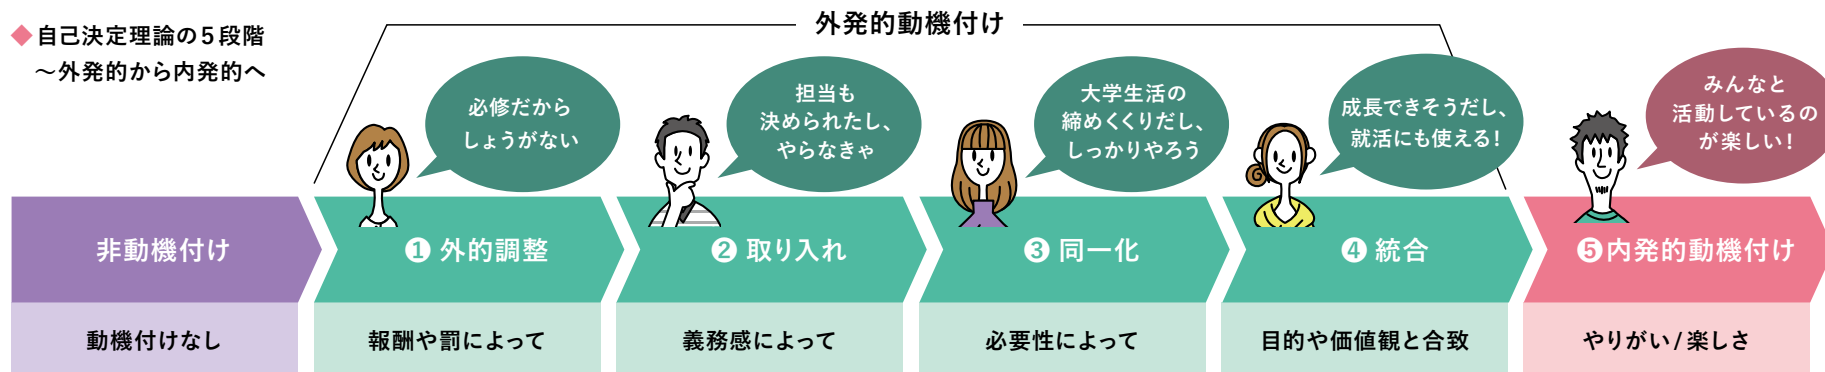 ◆自己決定理論の5段階
～外発的から内発的へ
外発的動機付け
必修だから
しょうがない
担当も
決められたし、
やらなきゃ
大学生活の
締めくくりだし、
しっかりやろう
成長できそうだし、
就活にも使える！
みんなと
活動しているの
が楽しい！
非動機付け
❶ 外的調整
❷ 取り入れ
❸ 同一化
❹ 統合
❺内発的動機付け
動機付けなし
報酬や罰によって
義務感によって
必要性によって
目的や価値観と合致
やりがい/楽しさ